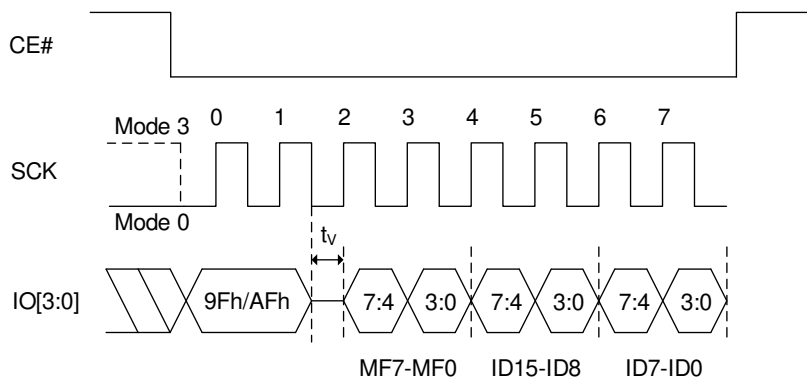 CE#
0 1 2 3 4 5 6 7
Mode 3
SCK
Mode 0
tV
IO[3:0] 9Fh/AFh 7:4 3:0 7:4 3:0 7:4 3:0
MF7-MF0 ID15-ID8 ID7-ID0